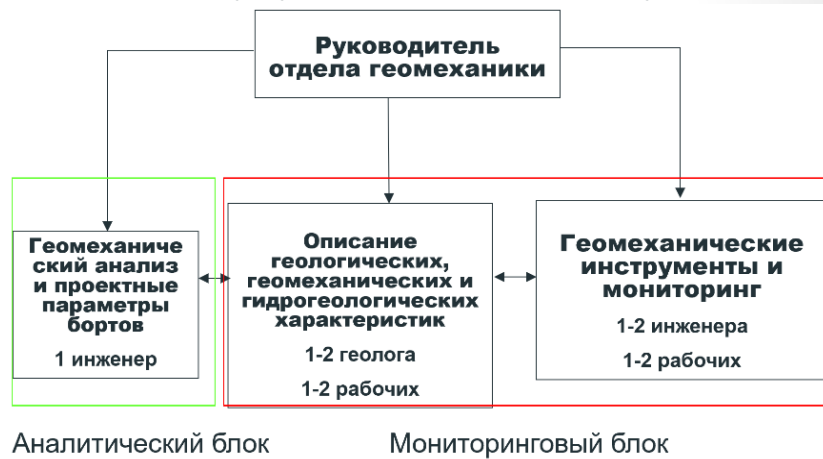 Руководитель
отдела геомеханики
Геомеханиче
ский анализ
и проектные
параметры
бортов
1 инженер
Описание
геологических,
геомеханических и
гидрогеологических
характеристик
1-2 геолога
1-2 рабочих
Геомеханические
инструменты и
мониторинг
1-2 инженера
1-2 рабочих
Аналитический блок
Мониторинговый блок